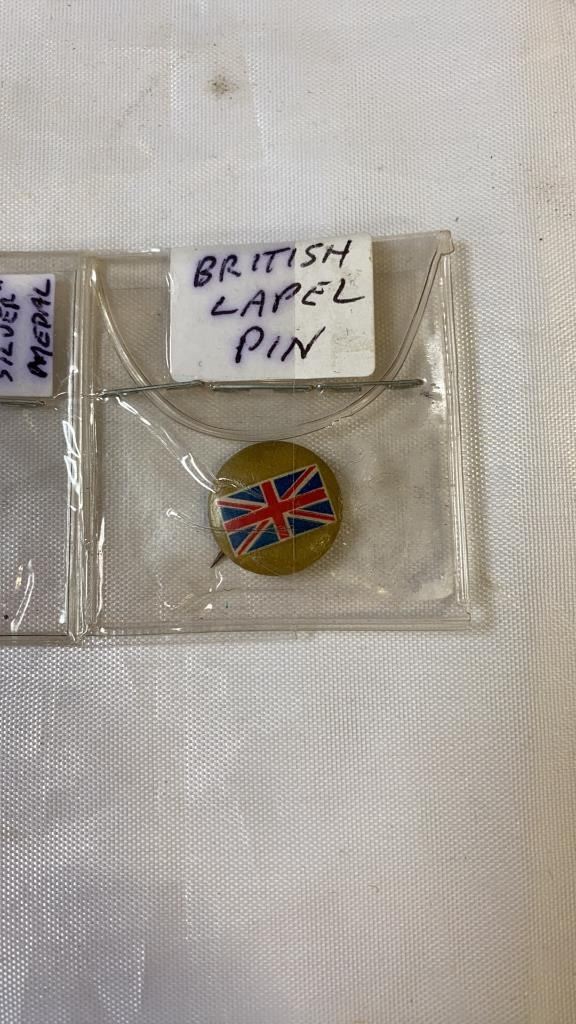 SILVER"
MEDAL
BRITISH
LAPEL
PIN